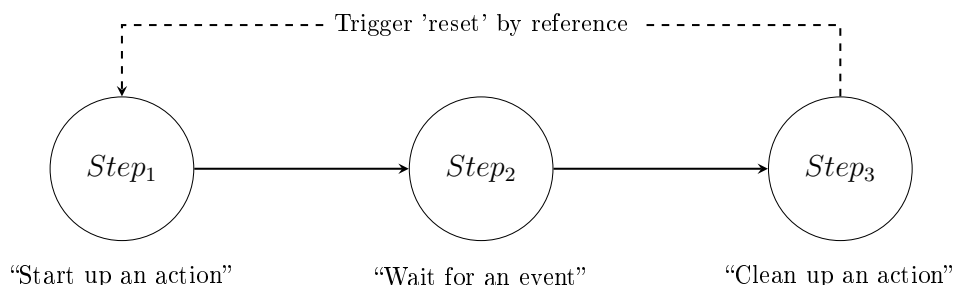 Trigger 'reset' by reference
Step₁
Step₂
Step₃
“Start up an action”
“Wait for an event”
“Clean up an action”